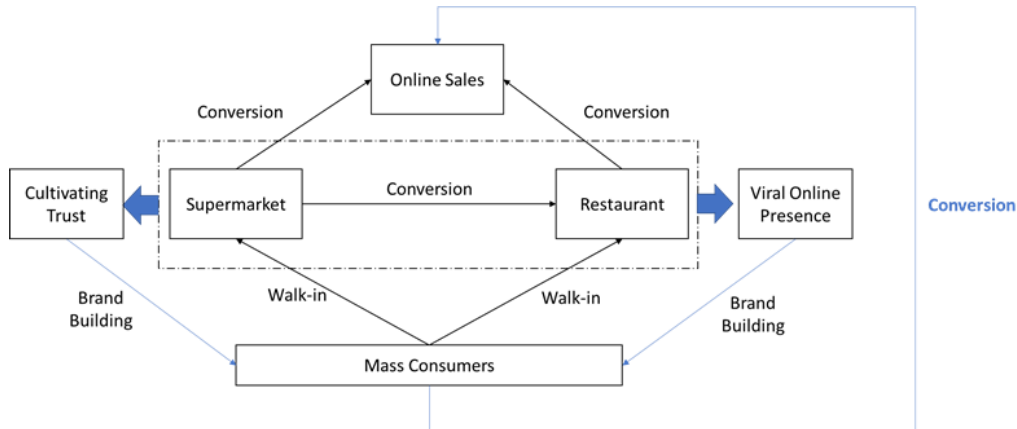 Online Sales
Conversion
Conversion
Cultivating
Trust
Supermarket
Conversion
Restaurant
Viral Online
Presence
Conversion
Walk-in
Walk-in
Brand
Building
Brand
Building
Mass Consumers